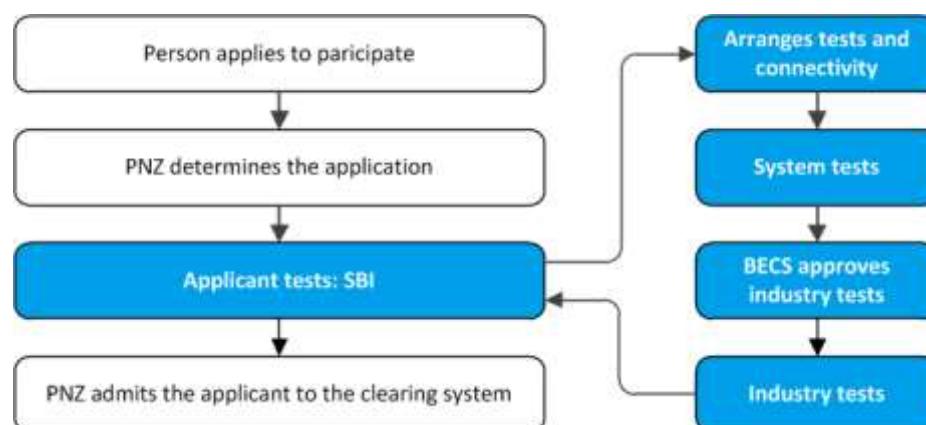 Person applies to paricipate
PNZ determines the application
Applicant tests: SBI
PNZ admits the applicant to the clearing system
Arranges tests and
connectivity
System tests
BECS approves
industry tests
Industry tests